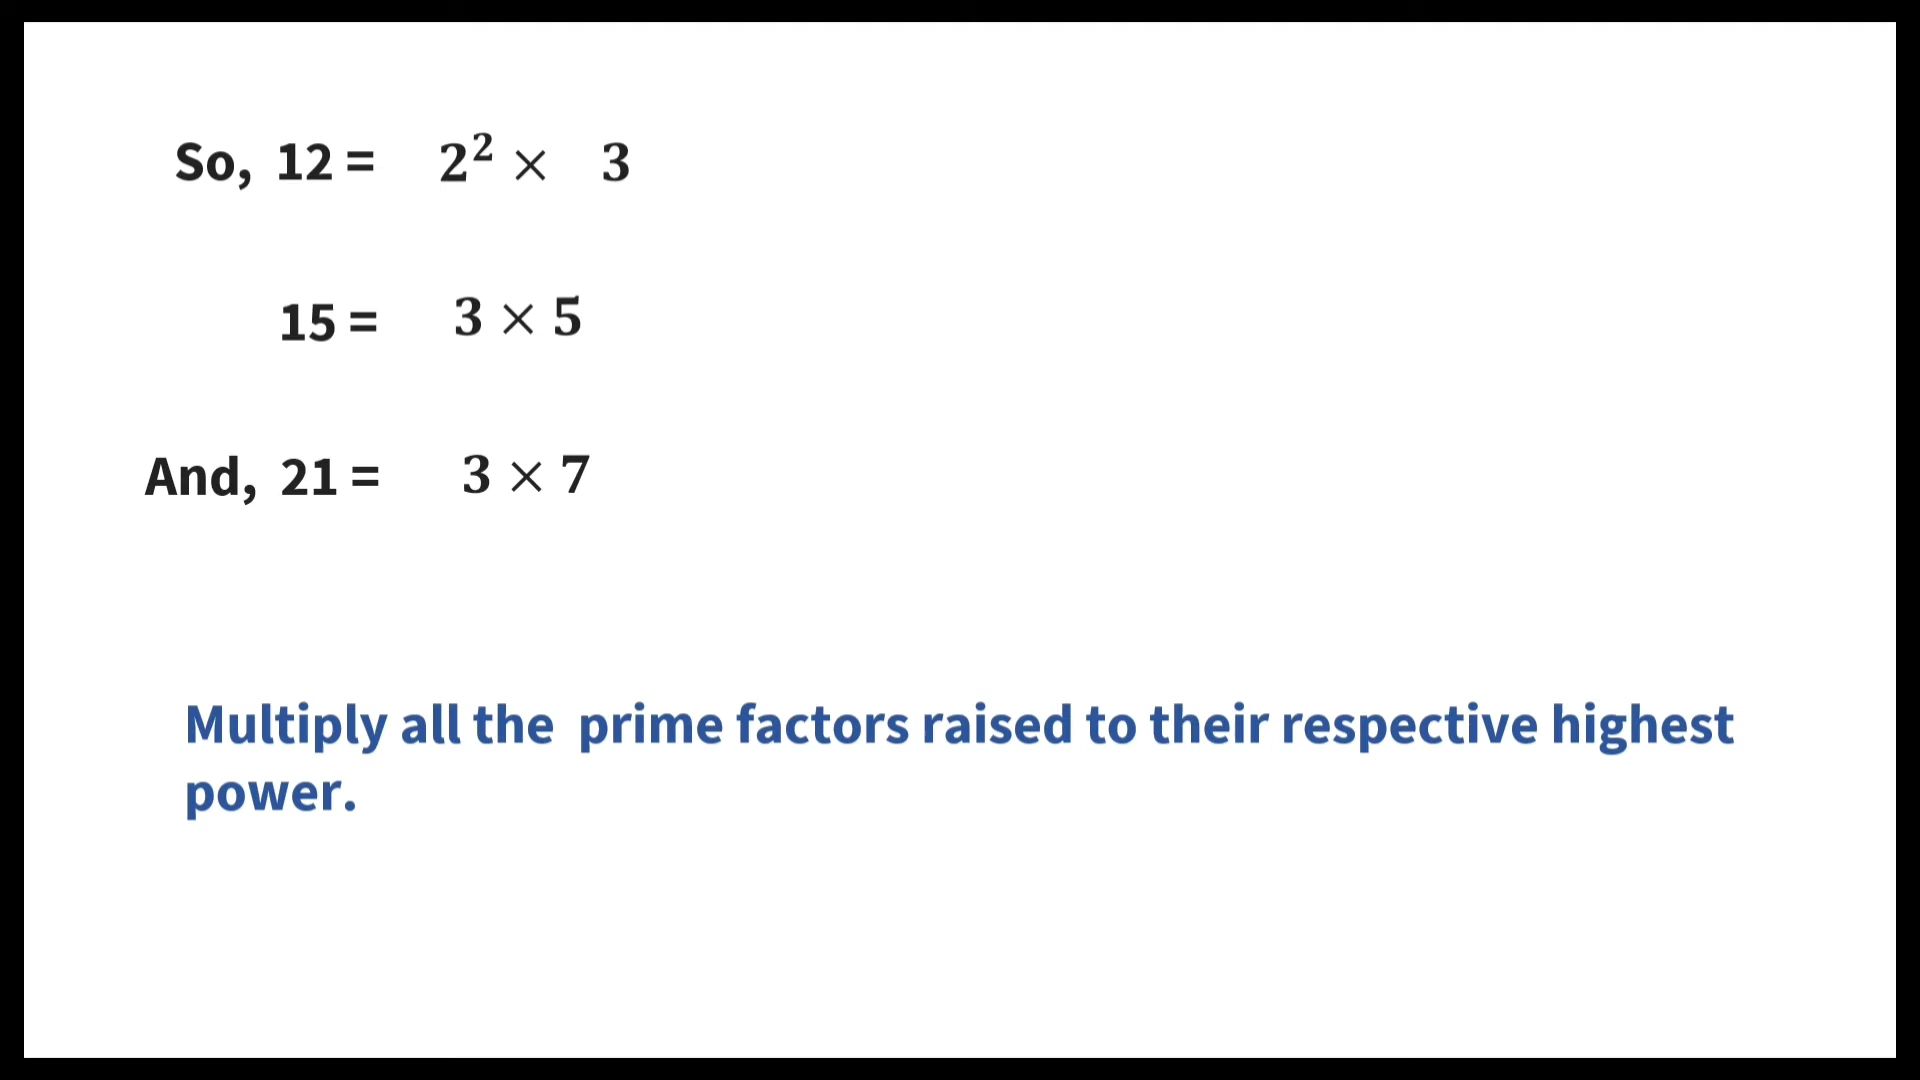 So, 12 = 2² × 3
15 = 3 × 5
And, 21 = 3 × 7
Multiply all the prime factors raised to their respective highest
power.